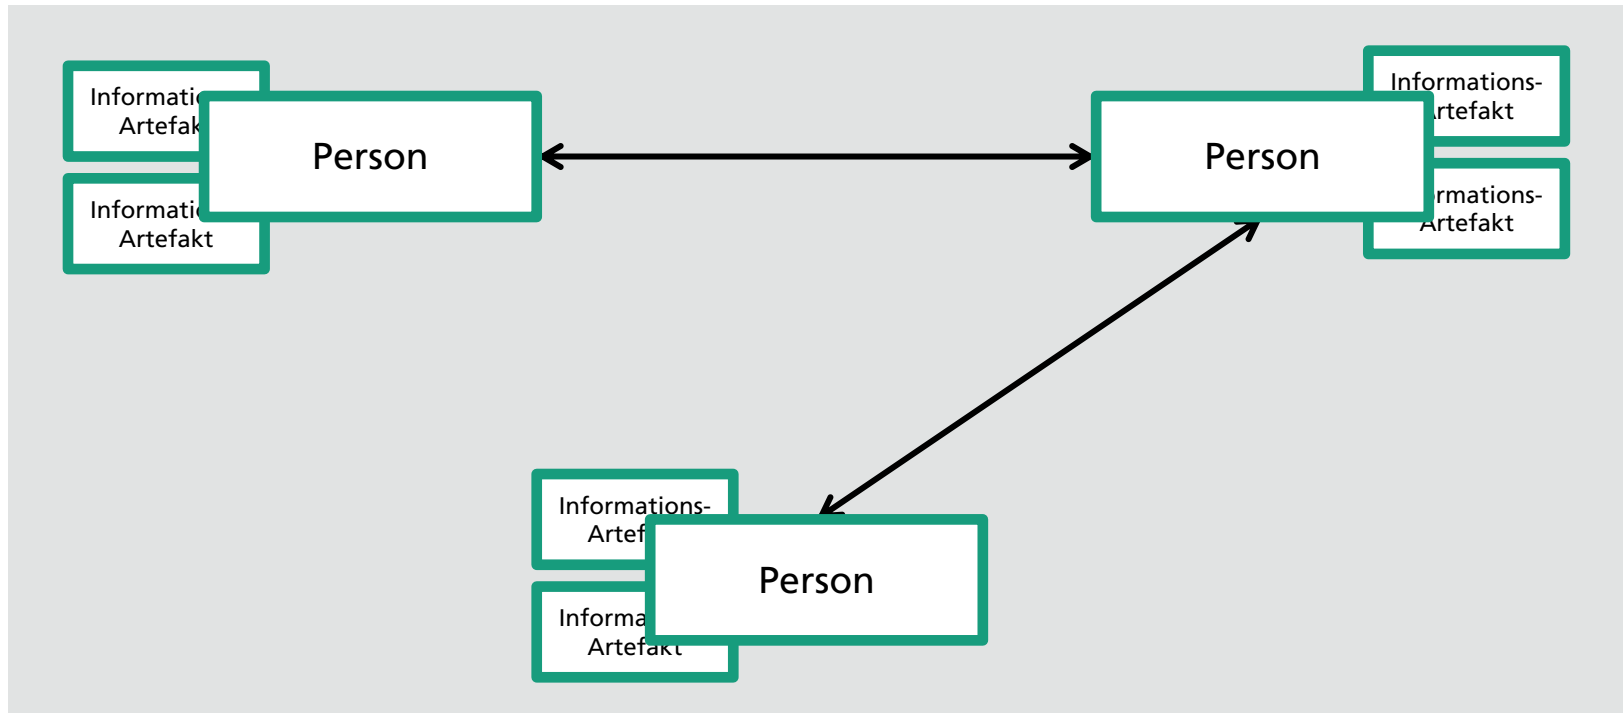 Informatio
Artefak
Informatio
Artefakt
Person
Person
Informations-
rtefakt
rmations-
Artefakt
Informations-
Artef
Informa
Artefakt
Person